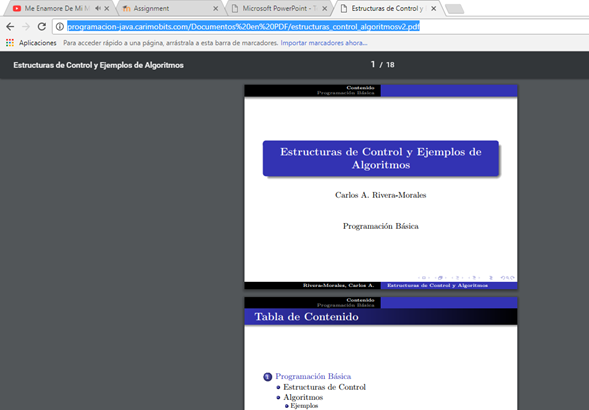 Me Enamore De Mi M
Assignment
Microsoft PowerPoint - T
Estructuras de Control y
programacion-java.carimobits.com/Documentos%20en%20PDF/estructuras_control_algoritmosv2.pdf
Aplicaciones
Para acceder rápido a una página, arrástrala a esta barra de marcadores. Importar marcadores ahora...
Estructuras de Control y Ejemplos de Algoritmos
1 / 18
Contenido
Programación Básica
Estructuras de Control y Ejemplos de
Algoritmos
Carlos A. Rivera-Morales
Programación Básica
Rivera-Morales, Carlos A.
Estructuras de Control y Algoritmos
Contenido
Programación Básica
Tabla de Contenido
1 Programación Básica
Estructuras de Control
Algoritmos
Ejemplos